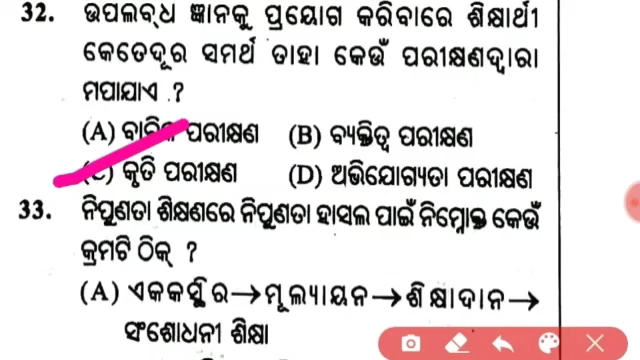 32. ଉପଲବ୍ଧ ଜ୍ଞାନକୁ ପ୍ରୟୋଗ କରିବାରେ ଶିକ୍ଷାର୍ଥୀ
କେତେଦୂର ସମର୍ଥ ତାହା କେଉଁ ପରୀକ୍ଷଣଦ୍ୱାରା
ମପାଯାଏ ?
(A) ବାଚିକ ପରୀକ୍ଷଣ (B) ବ୍ୟକ୍ତିତ୍ୱ ପରୀକ୍ଷଣ
(C) କୃତି ପରୀକ୍ଷଣ (D) ଅଭିଯୋଗ୍ୟତା ପରୀକ୍ଷଣ
33. ନିପୁଣତା ଶିକ୍ଷଣରେ ନିପୁଣତା ହାସଲ ପାଇଁ ନିମ୍ନୋକ୍ତ କେଉଁ
କ୍ରମଟି ଠିକ୍ ?
(A) ଏକକସ୍ଥିର→ମୂଲ୍ୟାୟନ→ଶିକ୍ଷାଦାନ→
ସଂଶୋଧନୀ ଶିକ୍ଷା